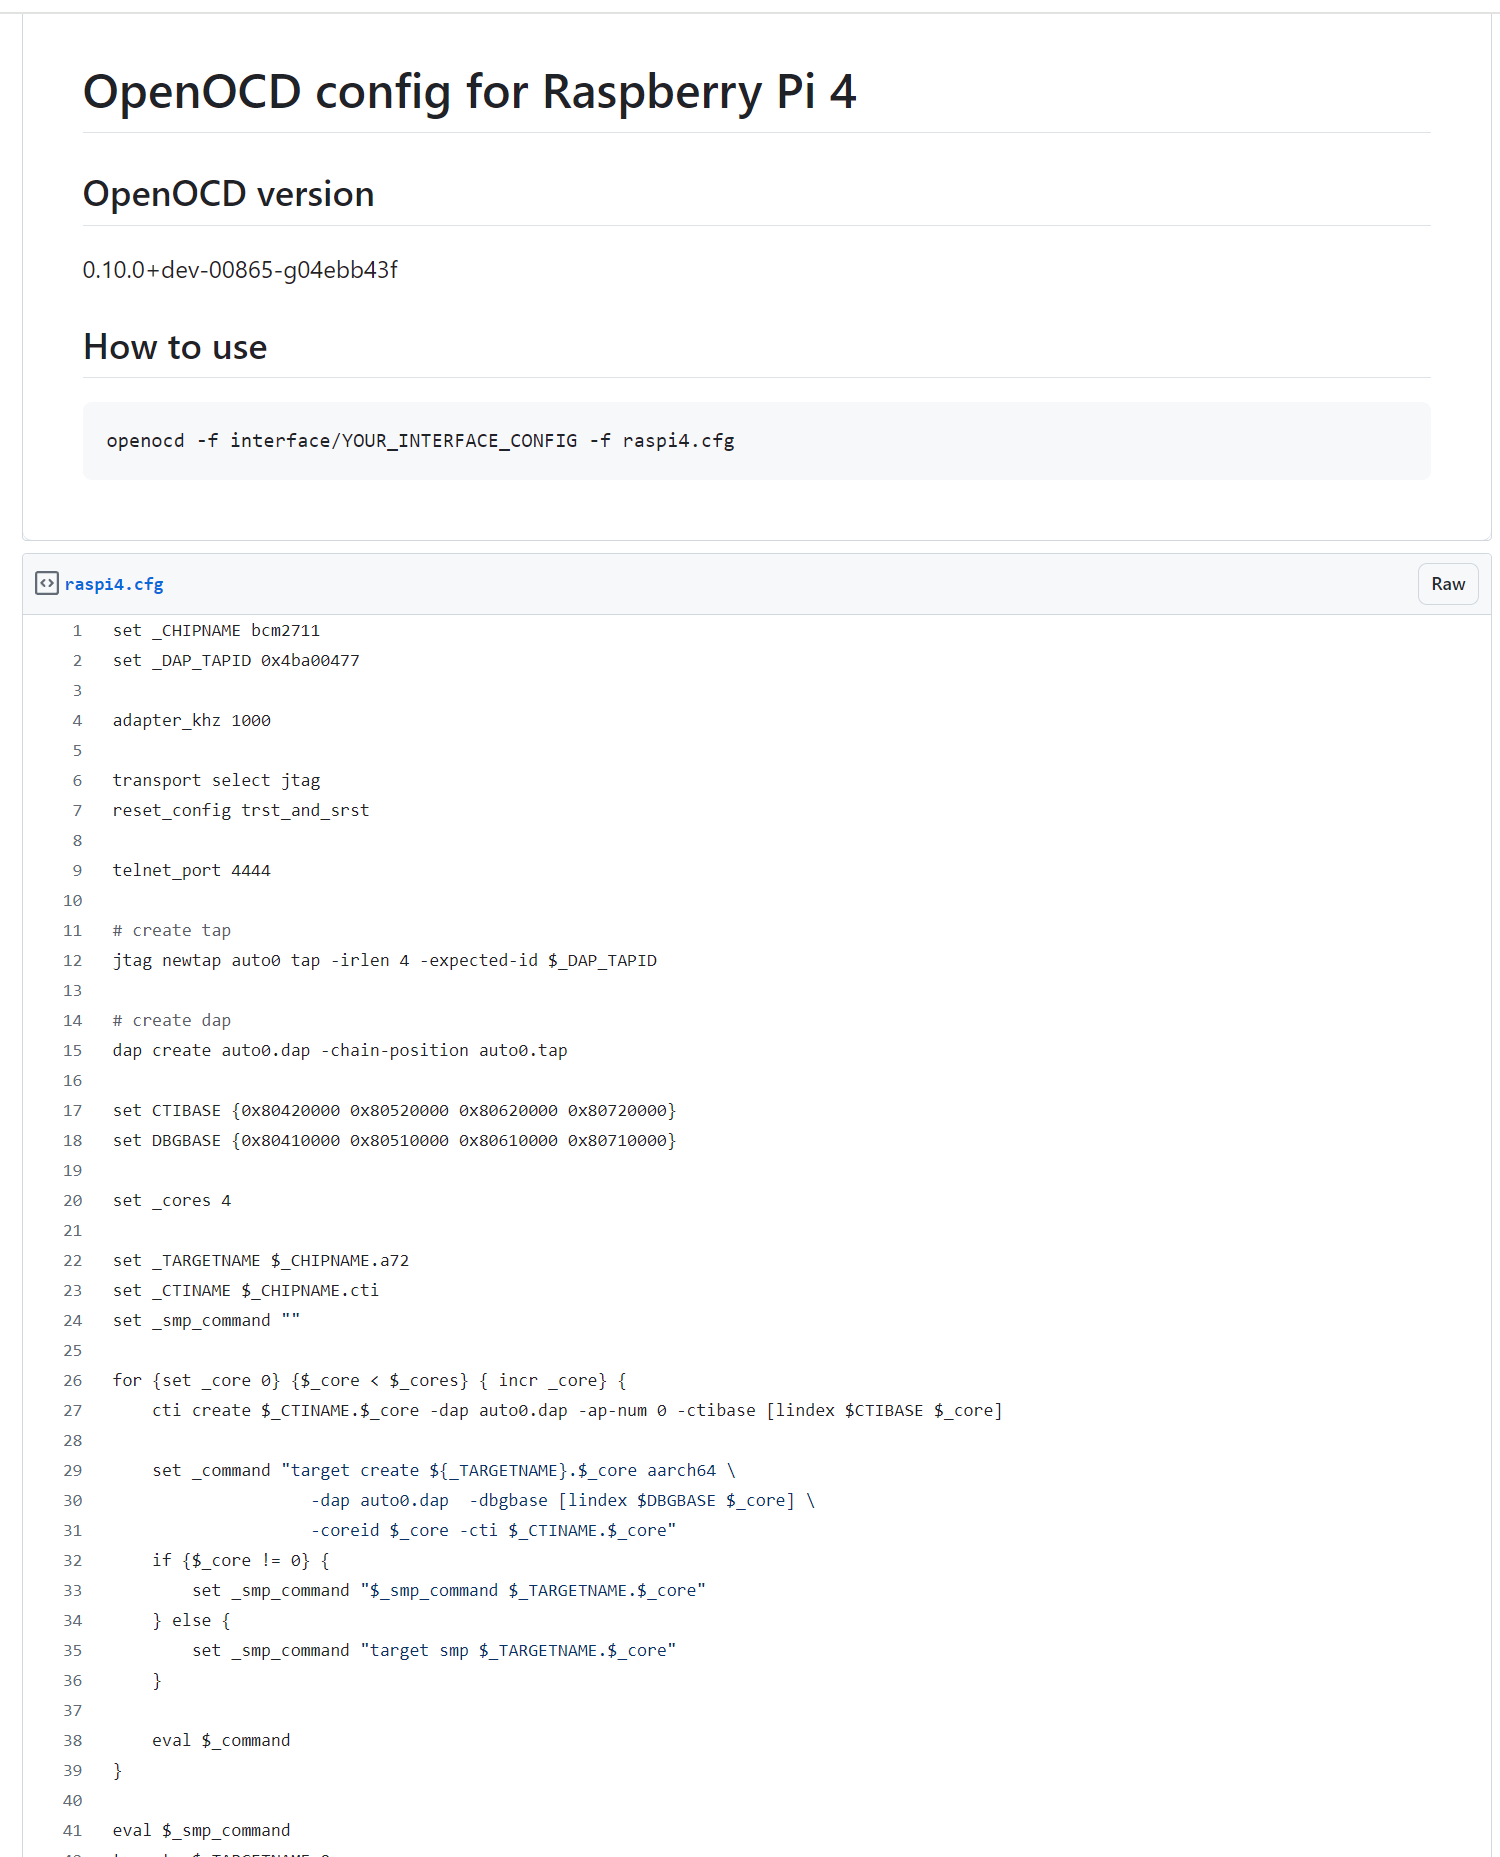 OpenOCD config for Raspberry Pi 4
OpenOCD version
0.10.0+dev-00865-g04ebb43f
How to use
openocd -f interface/YOUR_INTERFACE_CONFIG -f raspi4.cfg
raspi4.cfg
Raw
1 set _CHIPNAME bcm2711
2 set _DAP_TAPID 0x4ba00477
3
4 adapter_khz 1000
5
6 transport select jtag
7 reset_config trst_and_srst
8
9 telnet_port 4444
10
11 # create tap
12 jtag newtap auto0 tap -irlen 4 -expected-id $_DAP_TAPID
13
14 # create dap
15 dap create auto0.dap -chain-position auto0.tap
16
17 set CTIBASE {0x80420000 0x80520000 0x80620000 0x80720000}
18 set DBGBASE {0x80410000 0x80510000 0x80610000 0x80710000}
19
20 set _cores 4
21
22 set _TARGETNAME $_CHIPNAME.a72
23 set _CTINAME $_CHIPNAME.cti
24 set _smp_command ""
25
26 for {set _core 0} {$_core < $_cores} { incr _core} {
27     cti create $_CTINAME.$_core -dap auto0.dap -ap-num 0 -ctibase [lindex $CTIBASE $_core]
28
29     set _command "target create ${_TARGETNAME}.$_core aarch64 \
30                     -dap auto0.dap  -dbgbase [lindex $DBGBASE $_core] \
31                     -coreid $_core -cti $_CTINAME.$_core"
32     if {$_core != 0} {
33         set _smp_command "$_smp_command $_TARGETNAME.$_core"
34     } else {
35         set _smp_command "target smp $_TARGETNAME.$_core"
36     }
37
38     eval $_command
39 }
40
41 eval $_smp_command